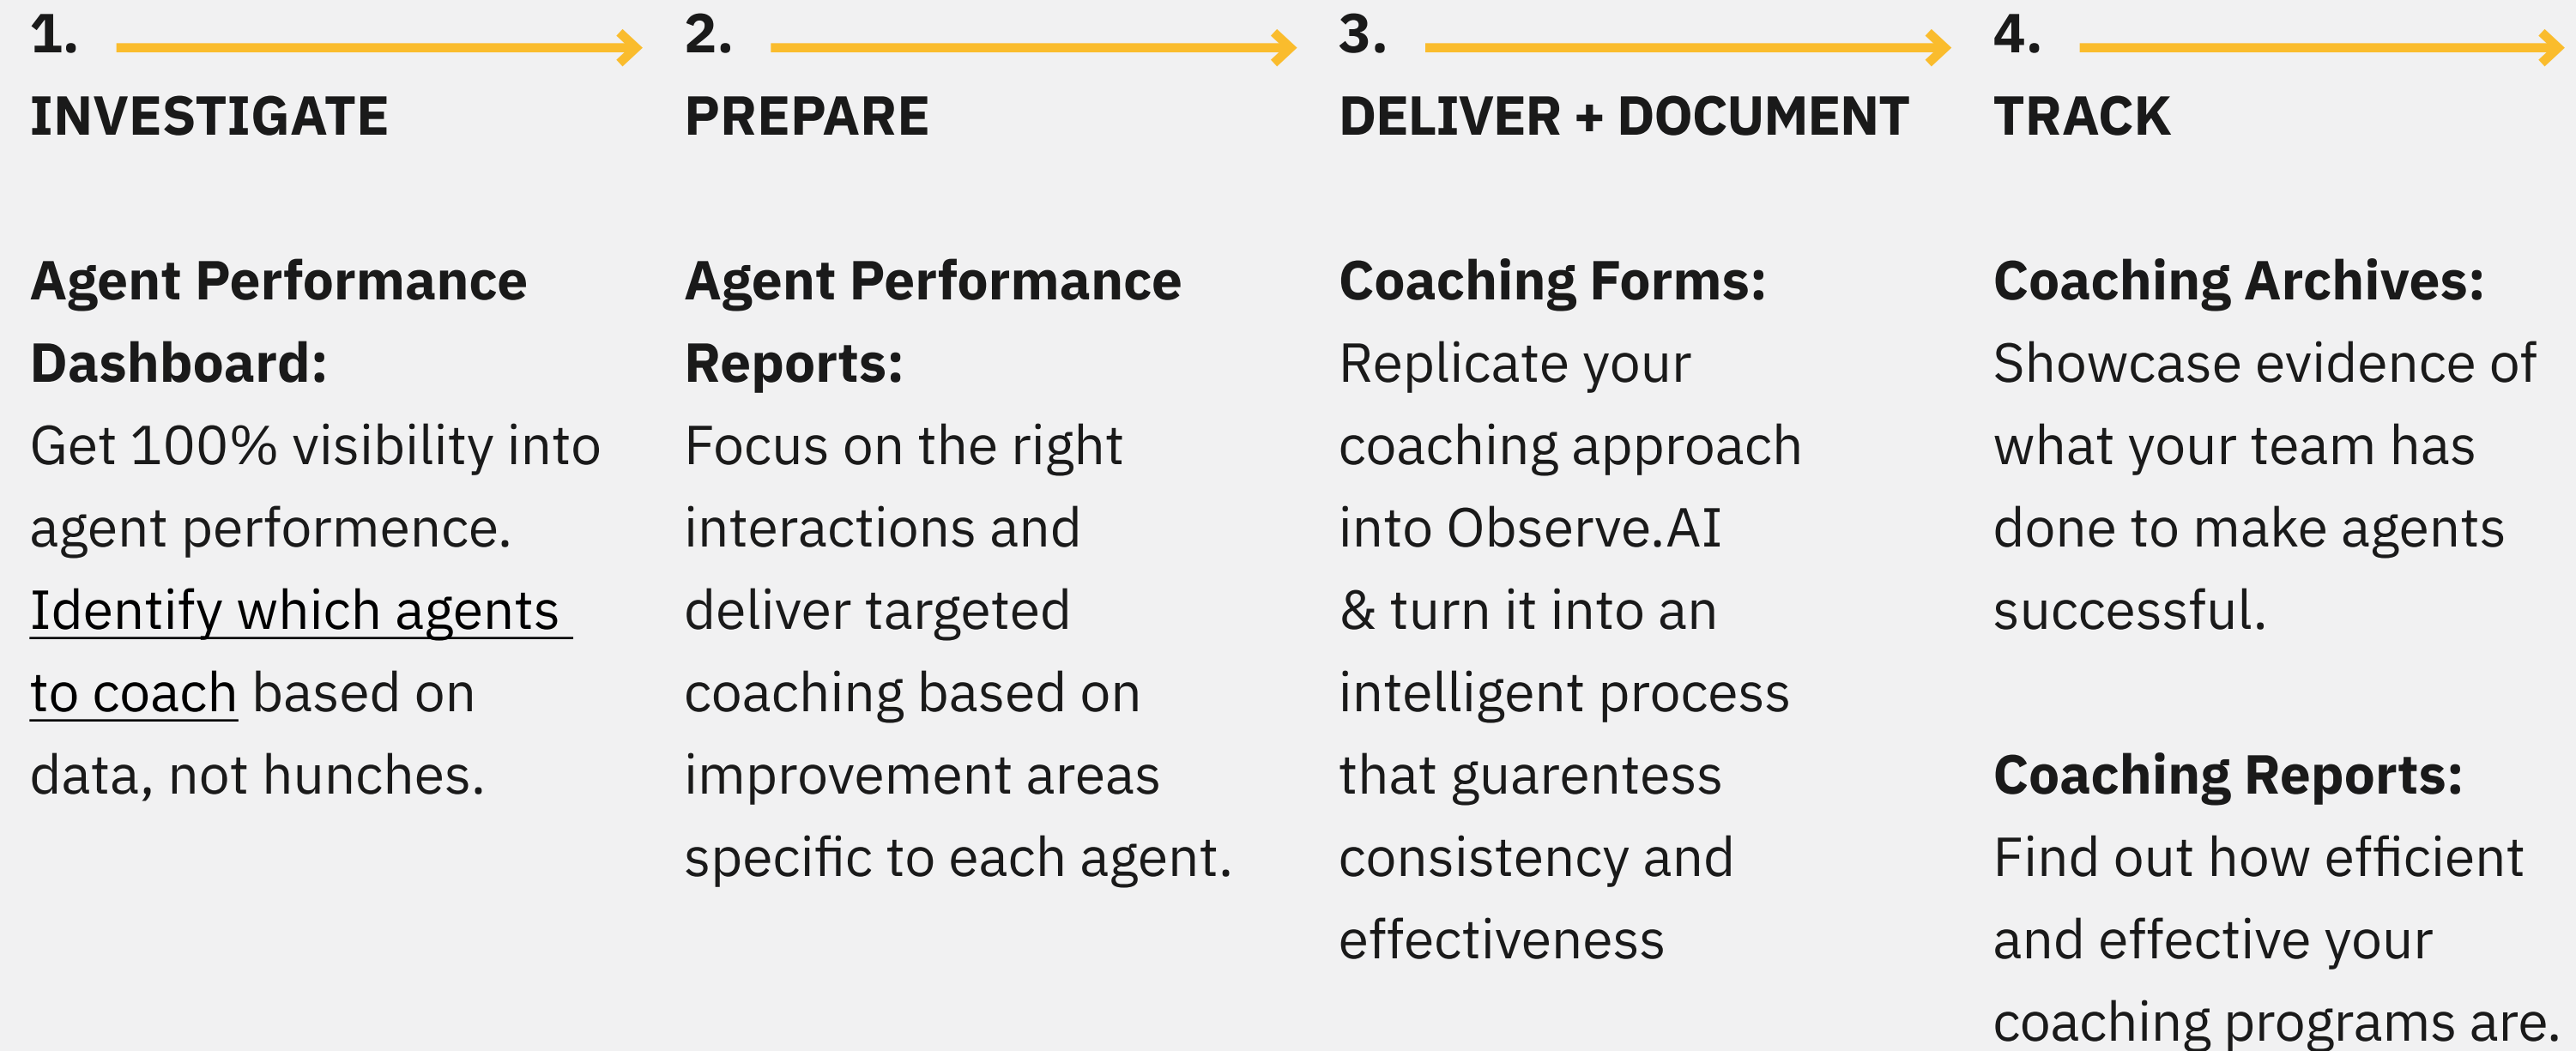 1.
INVESTIGATE
Agent Performance
Dashboard:
Get 100% visibility into
agent performence.
Identify which agents
to coach based on
data, not hunches.
2.
PREPARE
Agent Performance
Reports:
Focus on the right
interactions and
deliver targeted
coaching based on
improvement areas
specific to each agent.
3.
DELIVER + DOCUMENT
Coaching Forms:
Replicate your
coaching approach
into Observe.AI
& turn it into an
intelligent process
that guarentess
consistency and
effectiveness
4.
TRACK
Coaching Archives:
Showcase evidence of
what your team has
done to make agents
successful.
Coaching Reports:
Find out how efficient
and effective your
coaching programs are.